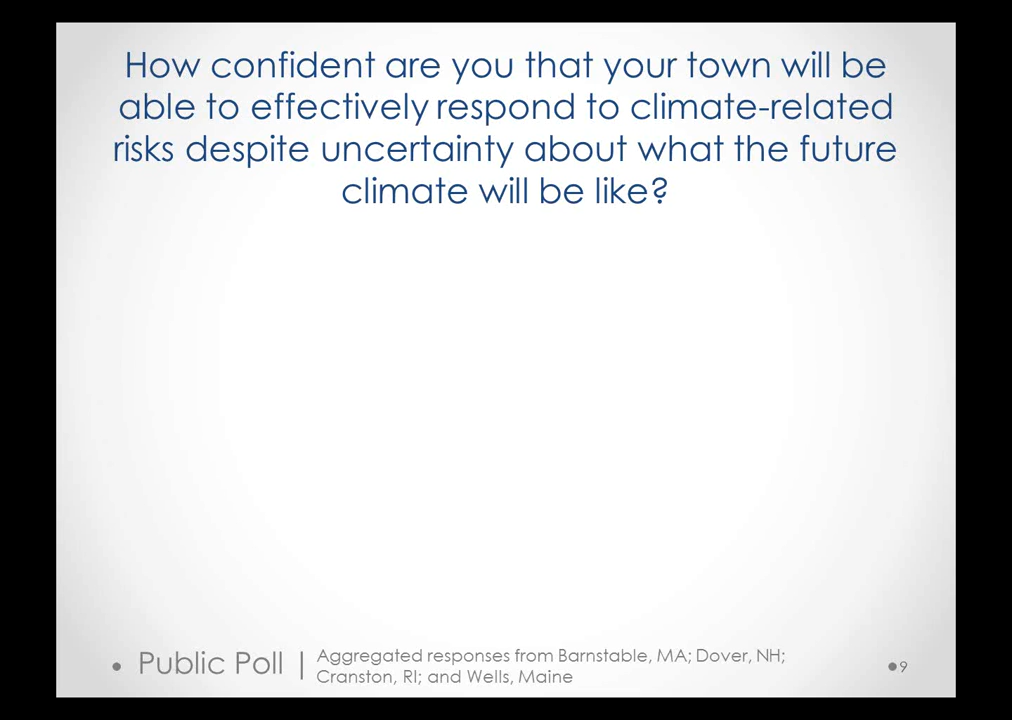 How confident are you that your town will be
able to effectively respond to climate-related
risks despite uncertainty about what the future
climate will be like?
• Public Poll | Aggregated responses from Barnstable, MA; Dover, NH;
Cranston, RI; and Wells, Maine
•9